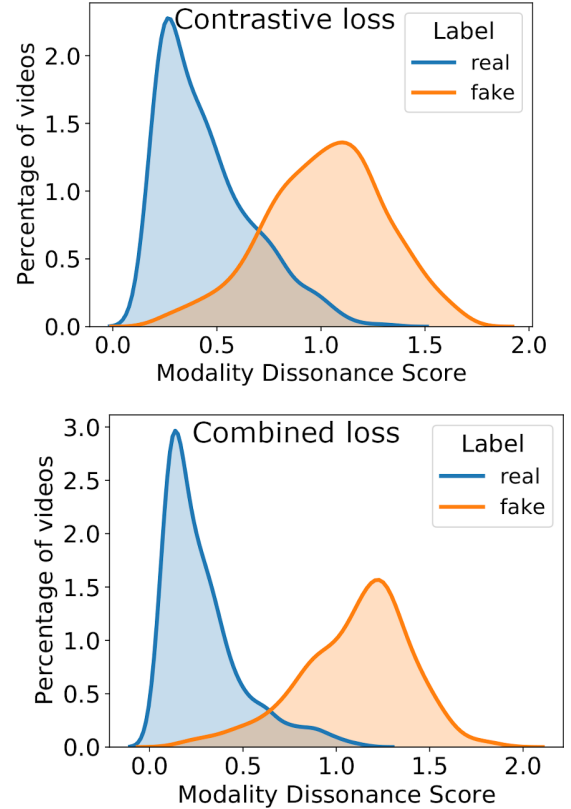 Contrastive loss
Label
real
fake
Percentage of videos
2.0
1.5
1.0
0.5
0.0
0.0 0.5 1.0 1.5 2.0
Modality Dissonance Score
Combined loss
Label
real
fake
Percentage of videos
3.0
2.5
2.0
1.5
1.0
0.5
0.0
0.0 0.5 1.0 1.5 2.0
Modality Dissonance Score